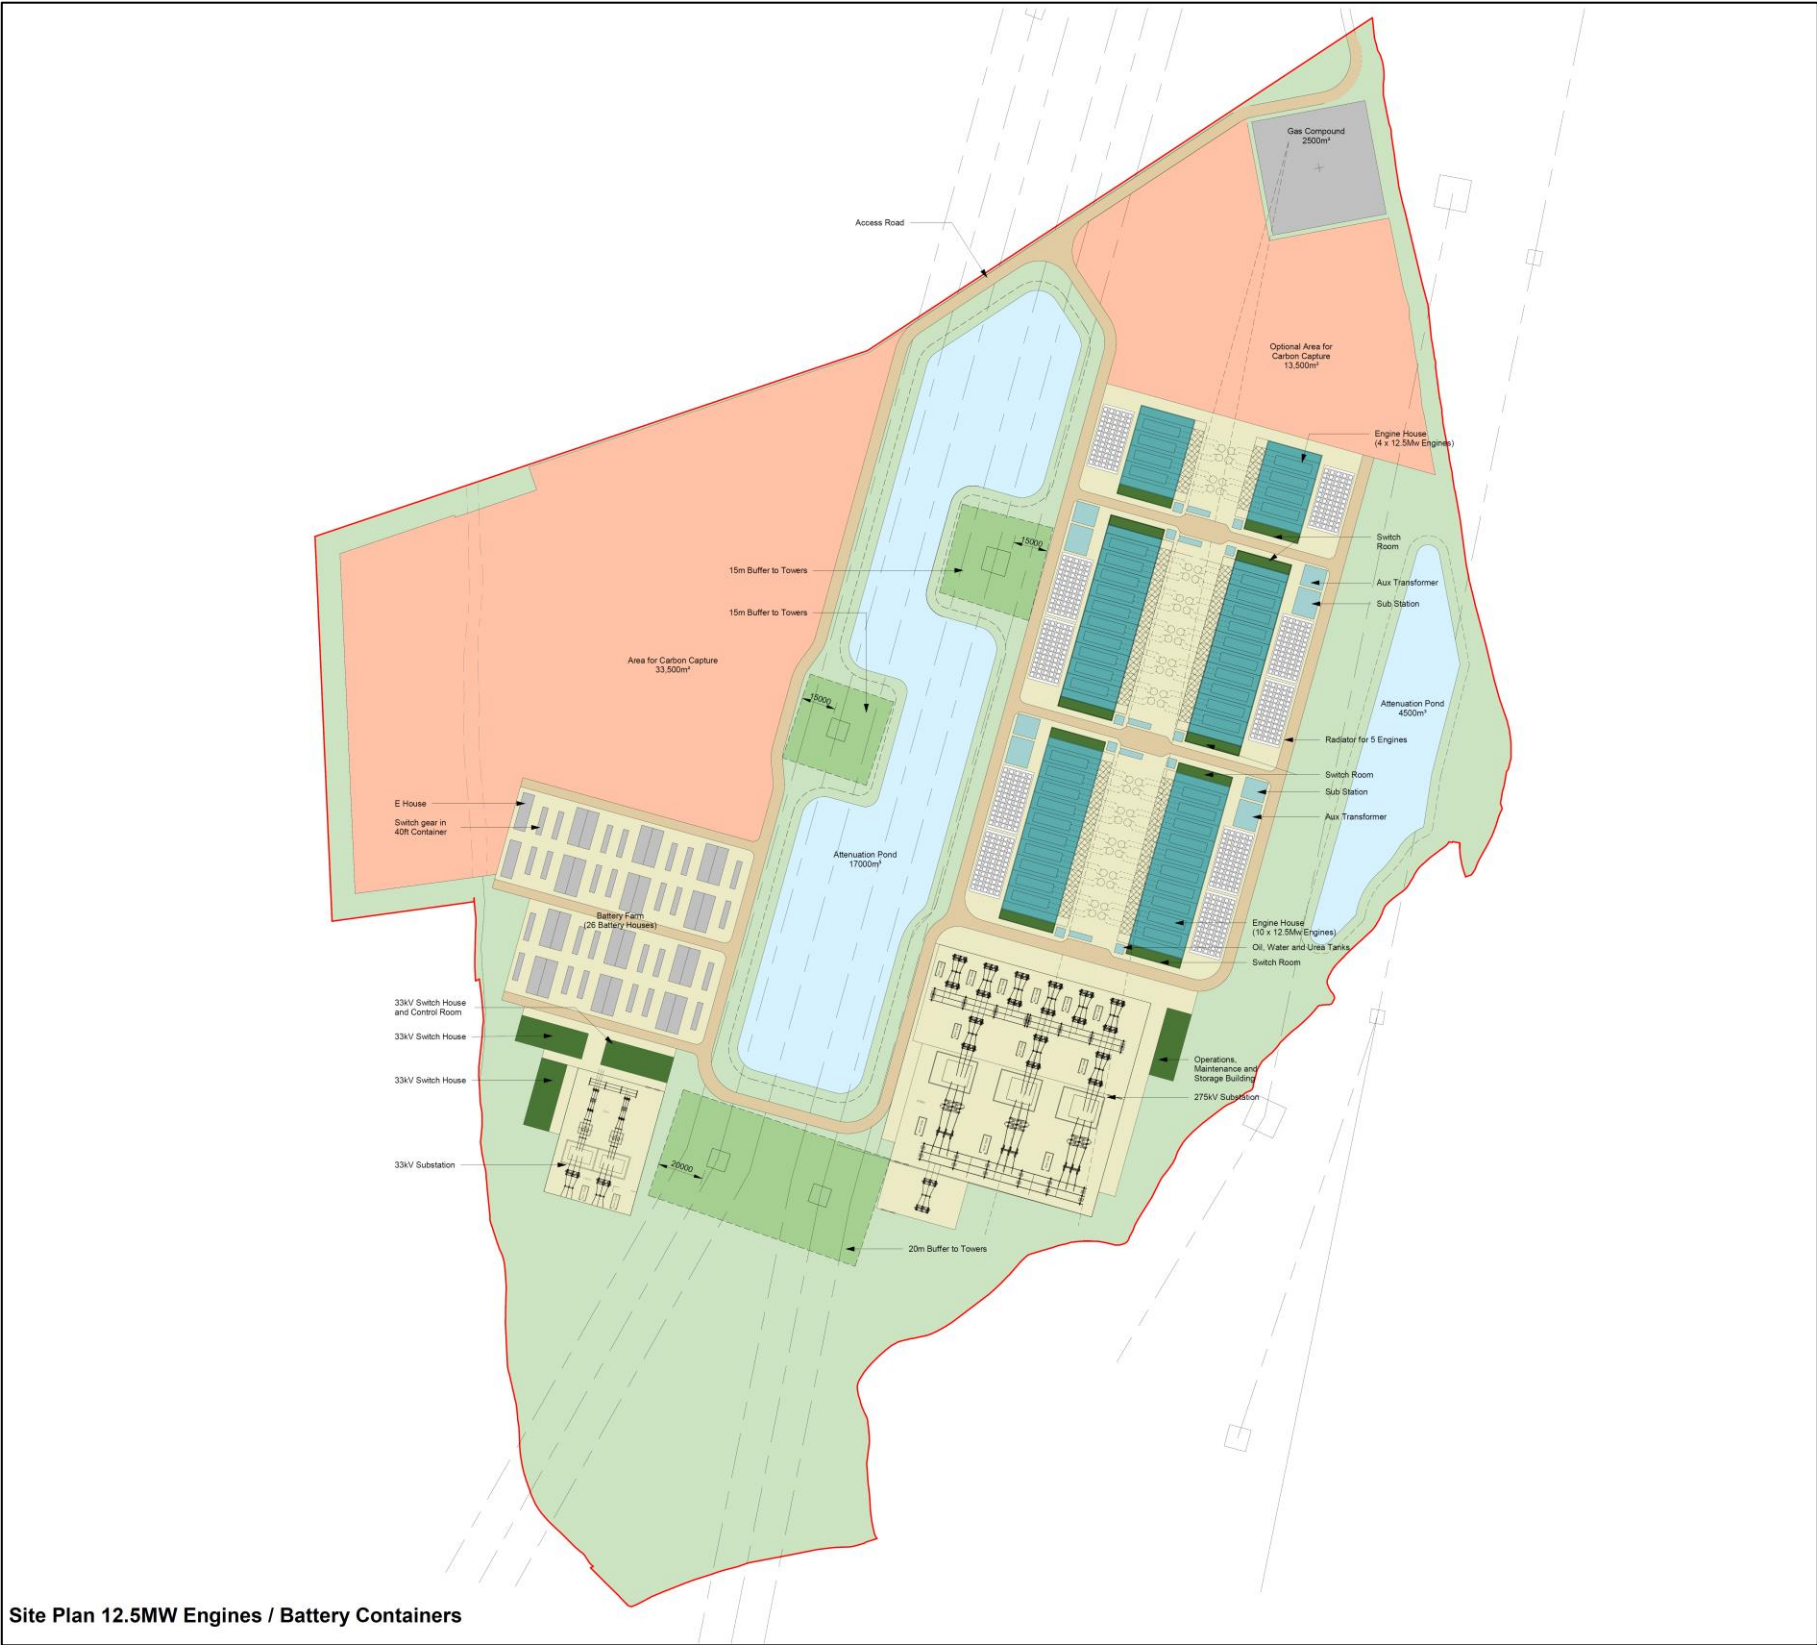 Gas Compound
2500m²
Access Road
Optional Area for
Carbon Capture
13,500m²
Engine House
(4 x 12.5Mw Engines)
Switch
Room
15000
15m Buffer to Towers
Aux Transformer
Sub Station
15m Buffer to Towers
Area for Carbon Capture
33,500m²
15000
Attenuation Pond
4500m³
Radiator for 5 Engines
Switch Room
Sub Station
Aux Transformer
E House
Switch gear in
40ft Container
Attenuation Pond
17000m³
Battery Farm
(26 Battery Houses)
Engine House
(10 x 12.5Mw Engines)
Oil, Water and Urea Tanks
Switch Room
33kV Switch House
and Control Room
33kV Switch House
33kV Switch House
Operations,
Maintenance and
Storage Building
275kV Substation
33kV Substation
20000
20m Buffer to Towers
Site Plan 12.5MW Engines / Battery Containers